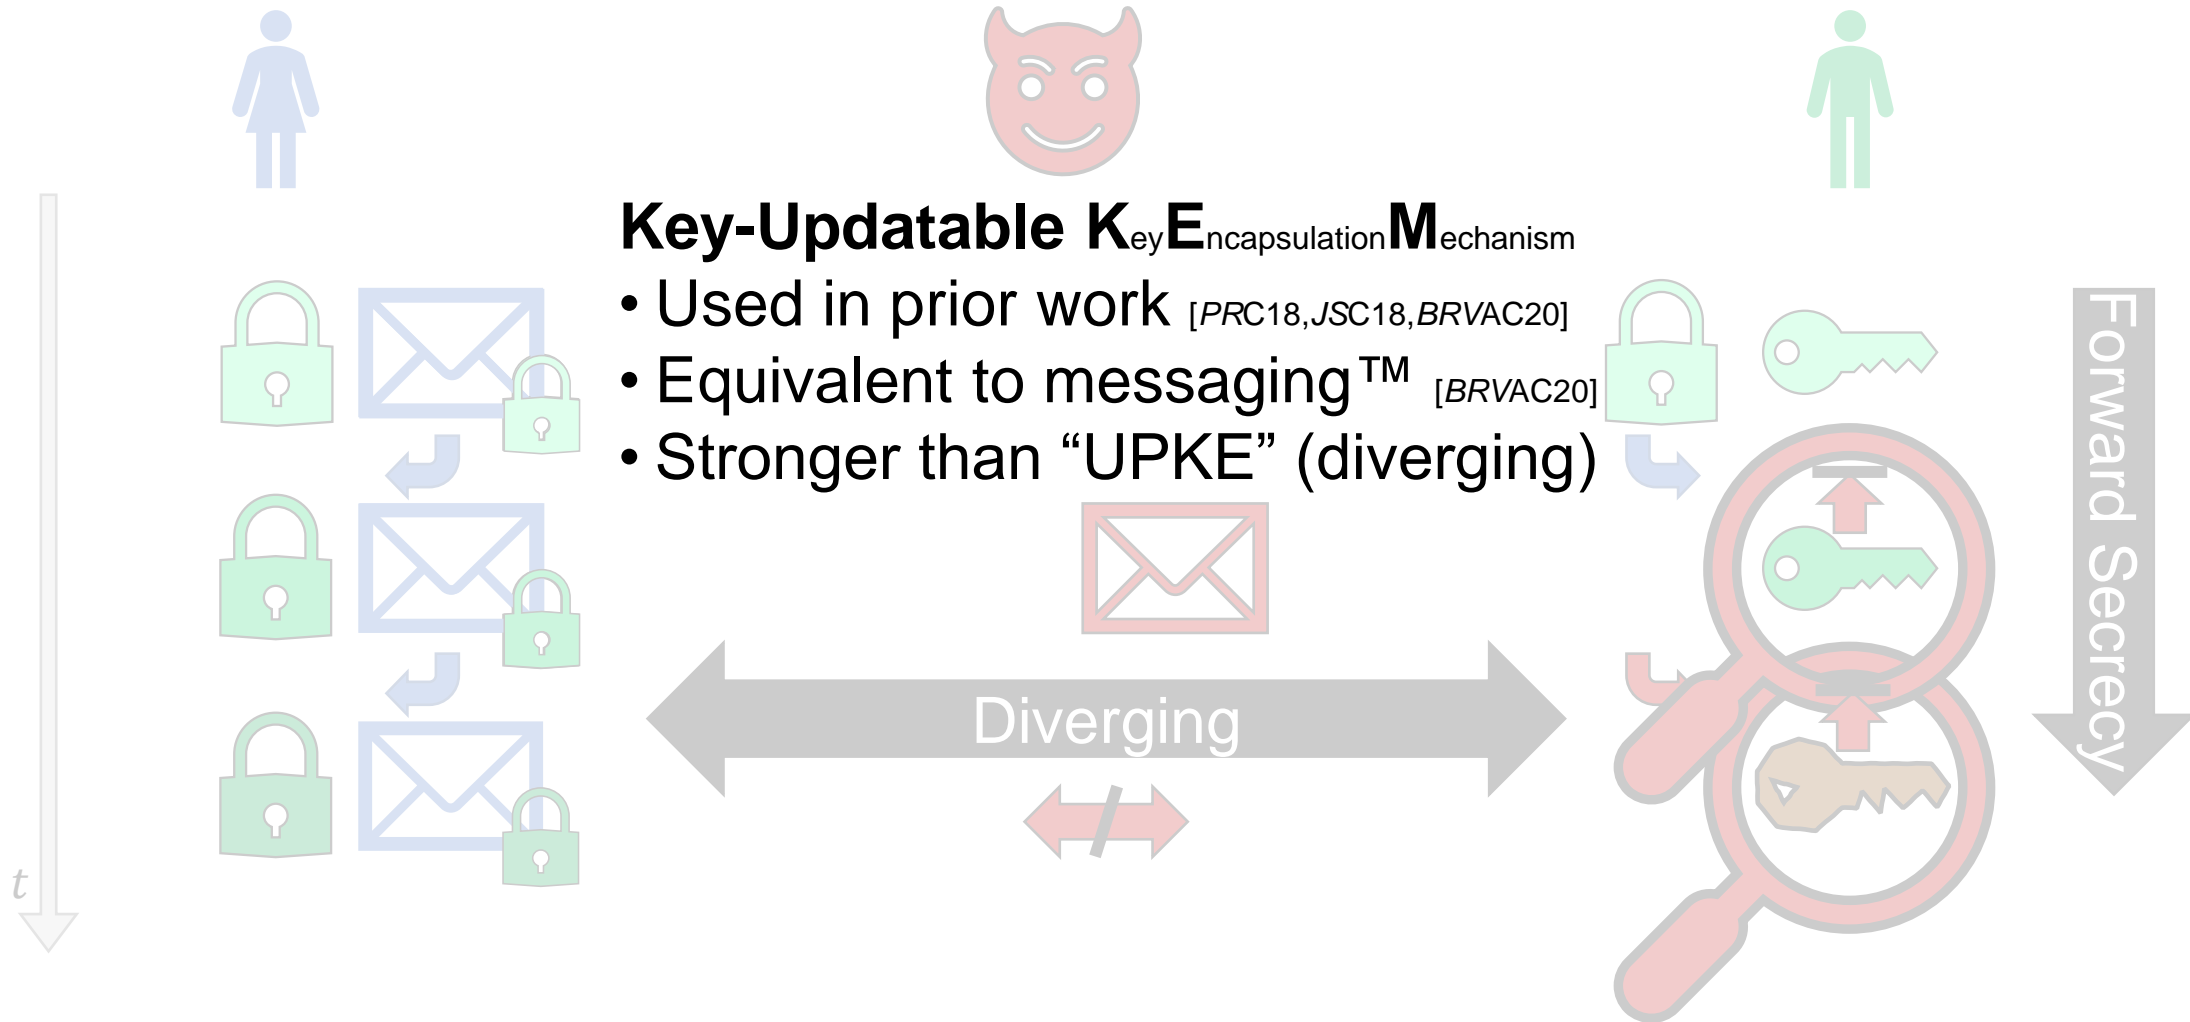 Key-Updatable KeyEncapsulationMechanism
• Used in prior work [PRC18,JSC18,BRVAC20]
• Equivalent to messaging™ [BRVAC20]
• Stronger than “UPKE” (diverging)
Forward Secrecy
Diverging
t